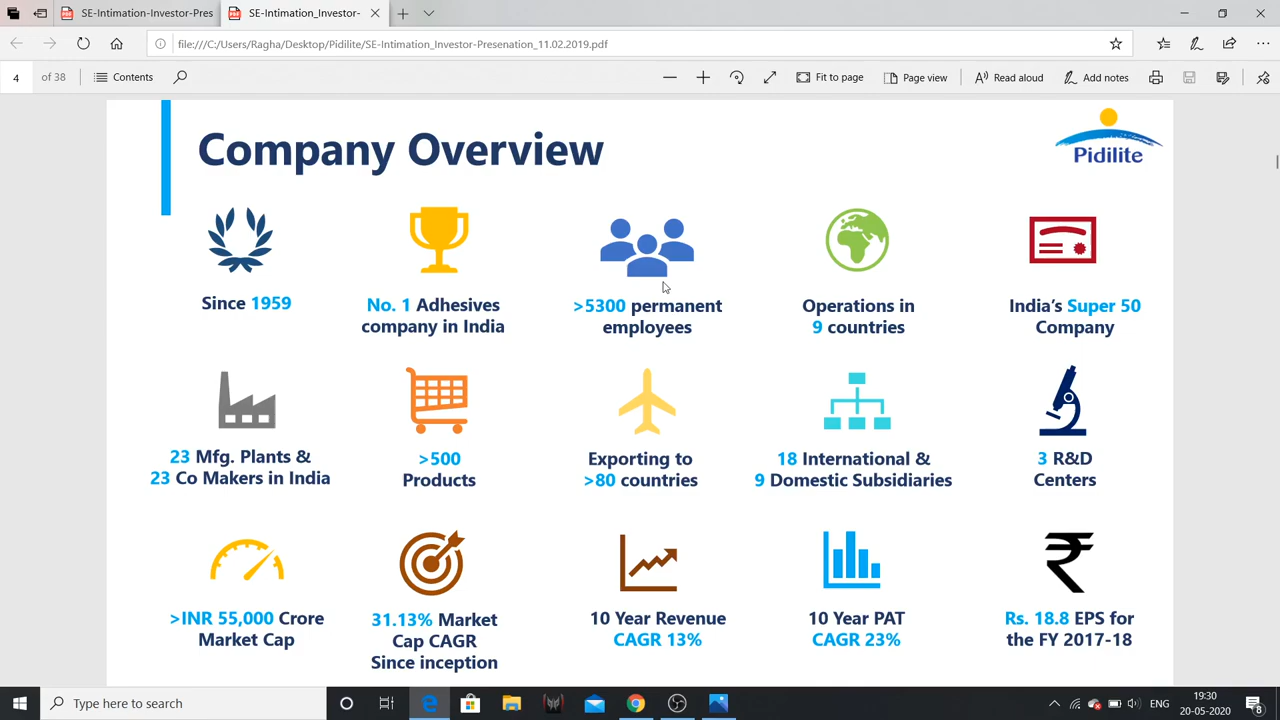 SE-Intimation_Investor-Pres
SE-Intimation_Investor-
file:///C:/Users/Ragha/Desktop/Pidilite/SE-Intimation_Investor-Presenation_11.02.2019.pdf
4 of 38
Contents
Fit to page
Page view
Read aloud
Add notes
Company Overview
Pidilite
Since 1959
No. 1 Adhesives
company in India
>5300 permanent
employees
Operations in
9 countries
India's Super 50
Company
23 Mfg. Plants &
23 Co Makers in India
>500
Products
Exporting to
>80 countries
18 International &
9 Domestic Subsidiaries
3 R&D
Centers
>INR 55,000 Crore
Market Cap
31.13% Market
Cap CAGR
Since inception
10 Year Revenue
CAGR 13%
10 Year PAT
CAGR 23%
Rs. 18.8 EPS for
the FY 2017-18
Type here to search
ENG
19:30
20-05-2020
8